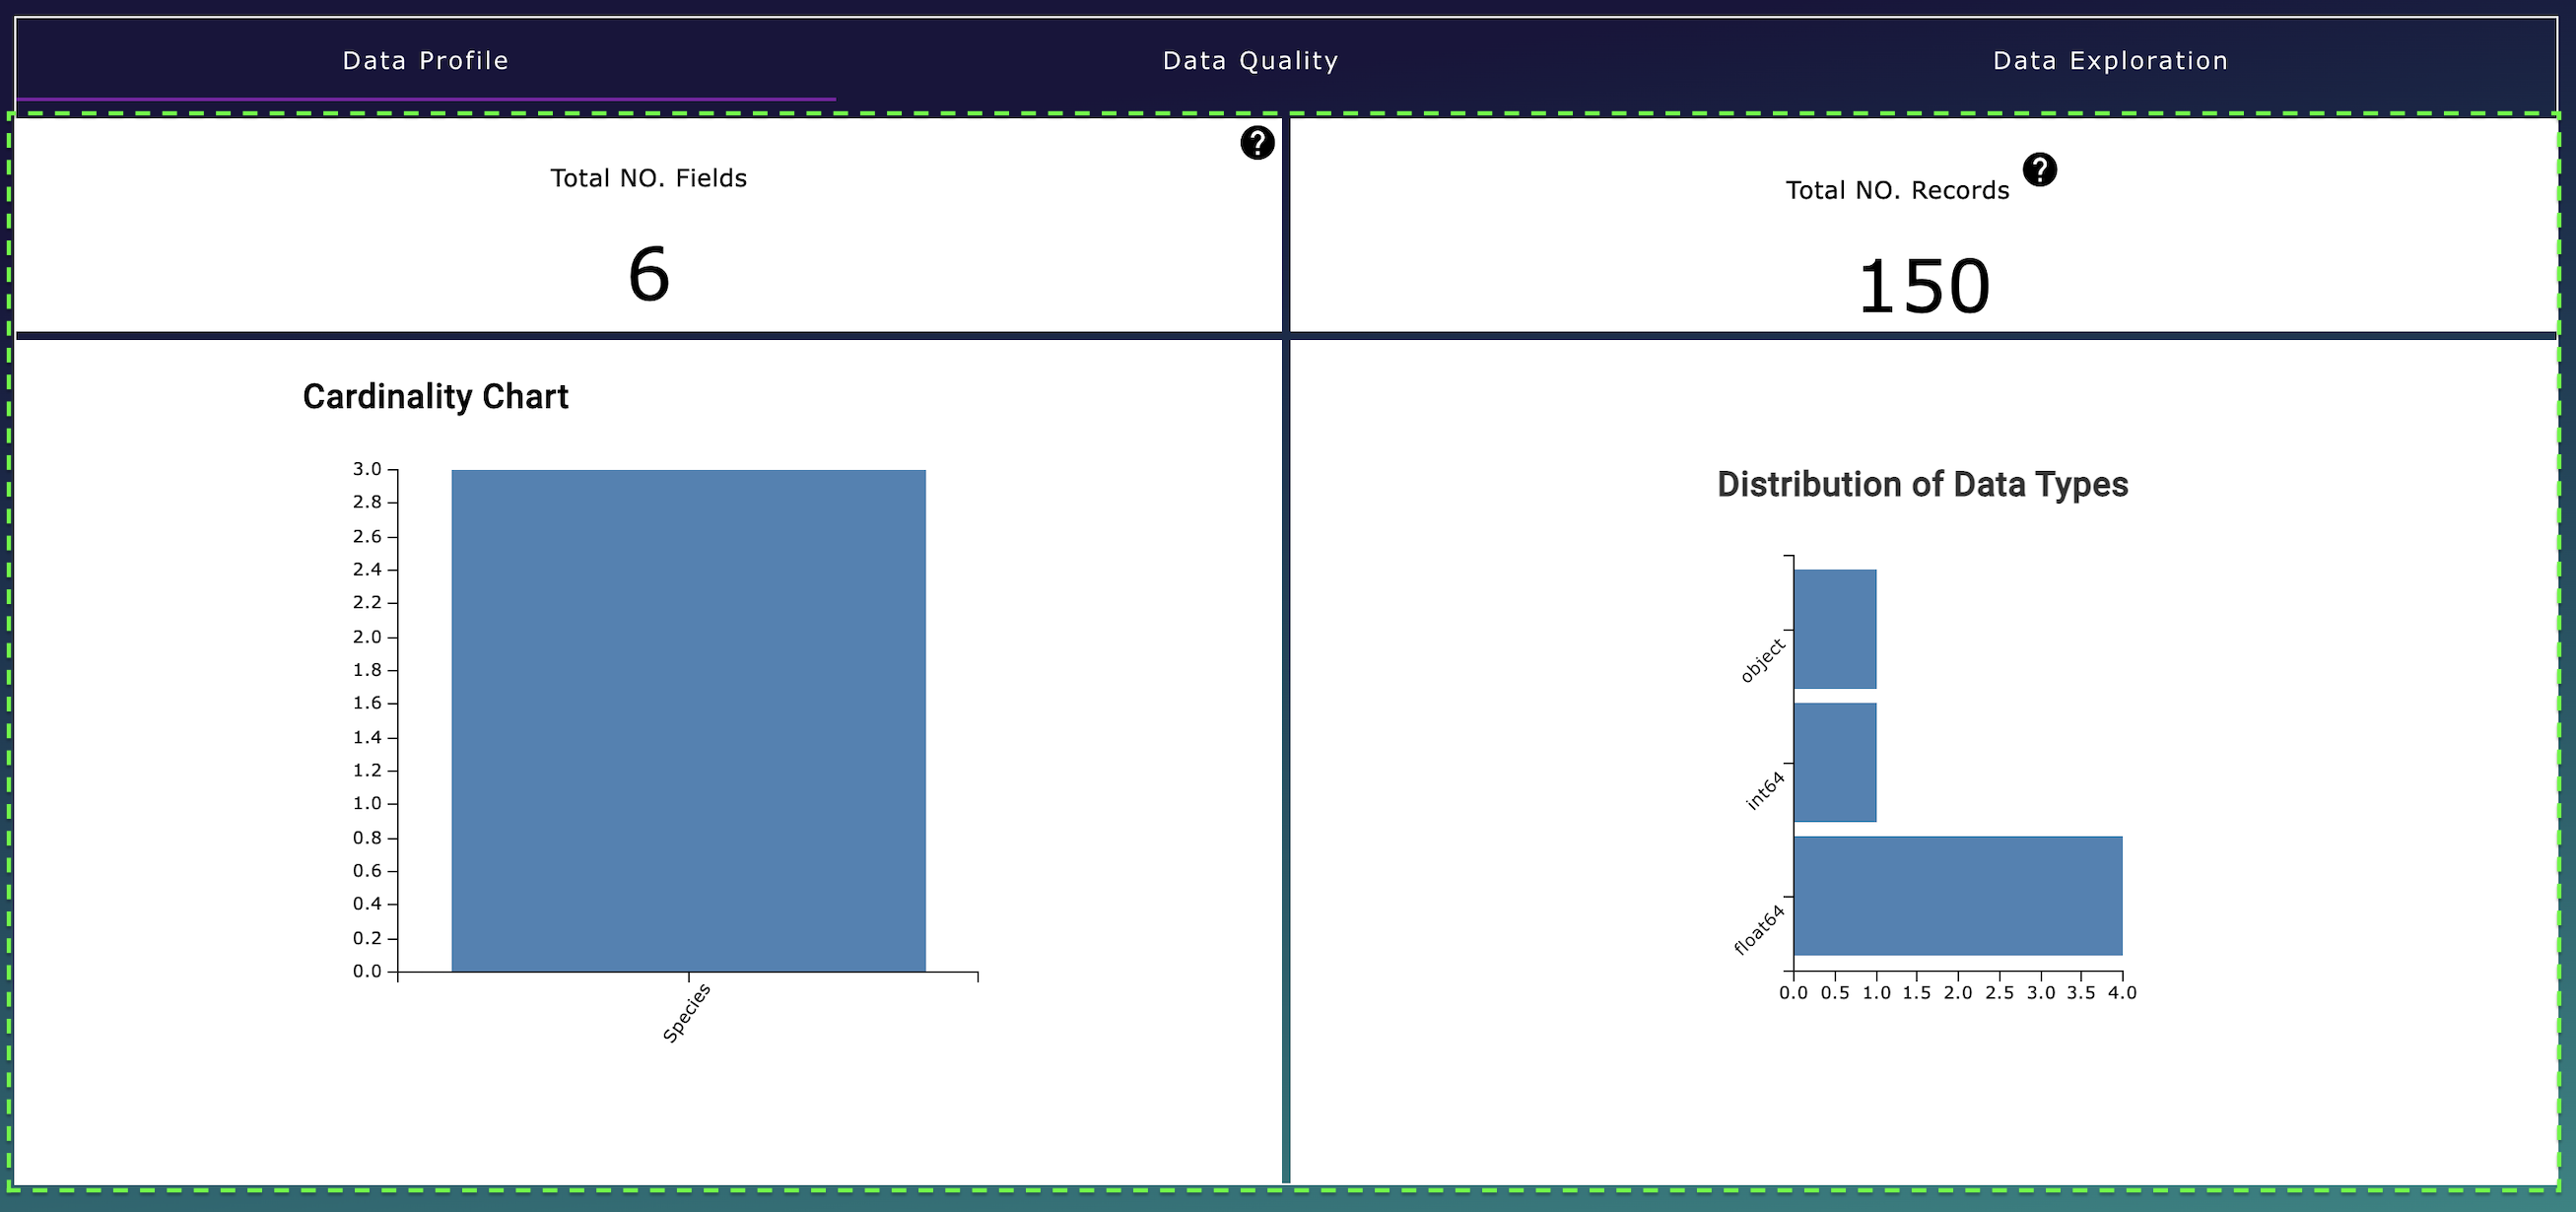 Data Profile
Data Quality
Data Exploration
?
Total NO. Fields
6
?
Total NO. Records
150
Cardinality Chart
3.0
2.8
2.6
2.4
2.2
2.0
1.8
1.6
1.4
1.2
1.0
0.8
0.6
0.4
0.2
0.0
Species
Distribution of Data Types
object
int64
float64
0.0 0.5 1.0 1.5 2.0 2.5 3.0 3.5 4.0